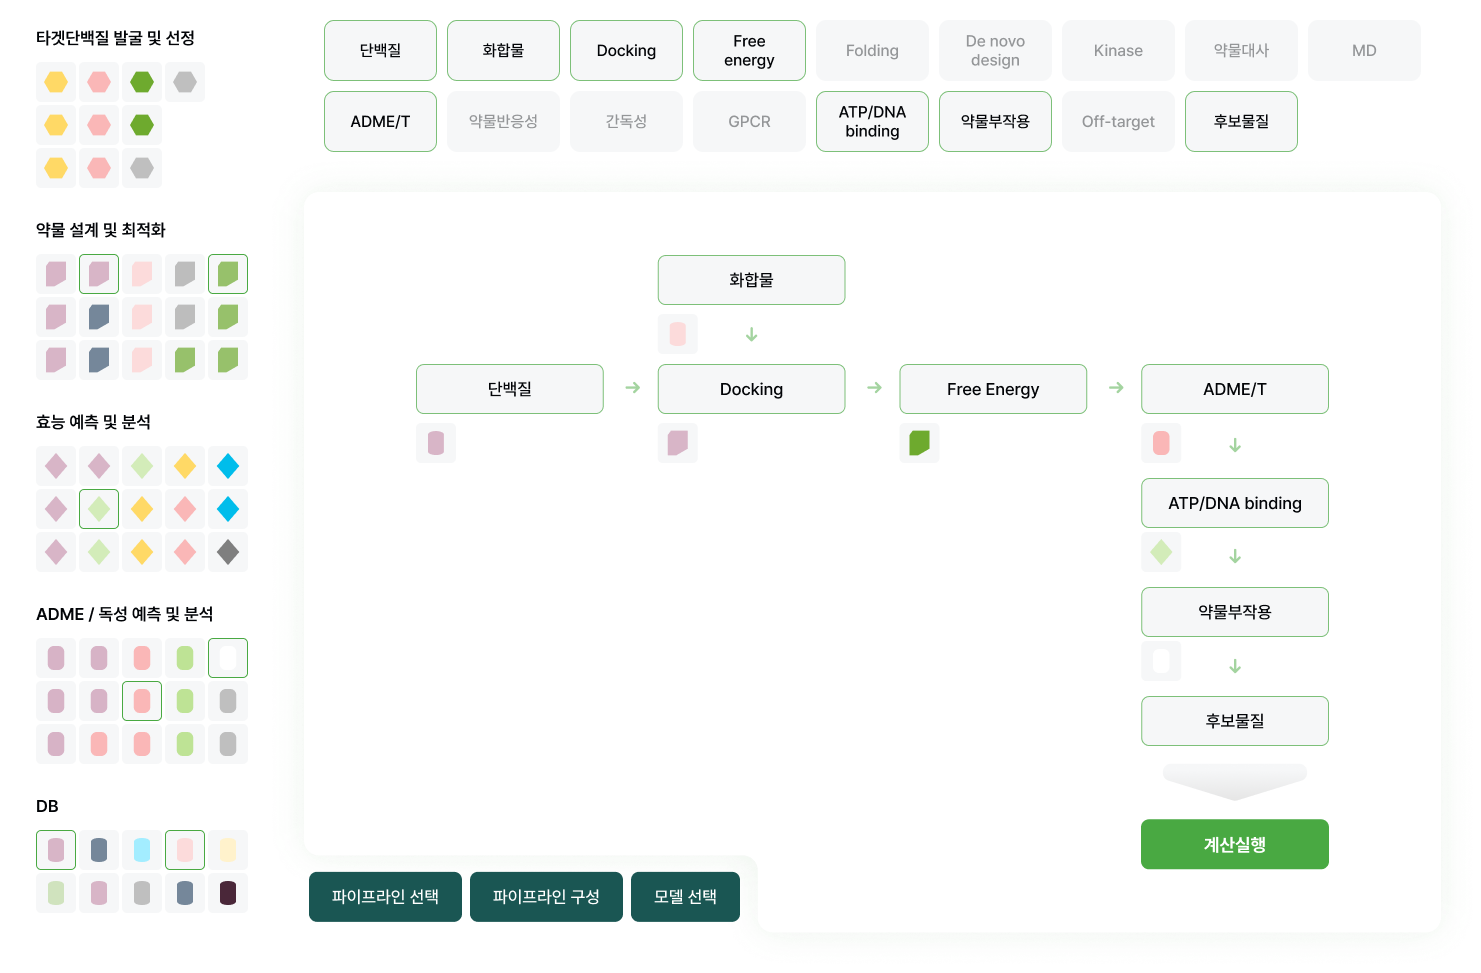 타겟단백질 발굴 및 선정
약물 설계 및 최적화
효능 예측 및 분석
ADME / 독성 예측 및 분석
DB
단백질
화합물
Docking
Free
energy
Folding
De novo
design
Kinase
약물대사
MD
ADME/T
약물반응성
간독성
GPCR
ATP/DNA
binding
약물부작용
Off-target
후보물질
화합물
단백질
Docking
Free Energy
ADME/T
ATP/DNA binding
약물부작용
후보물질
계산실행
파이프라인 선택
파이프라인 구성
모델 선택